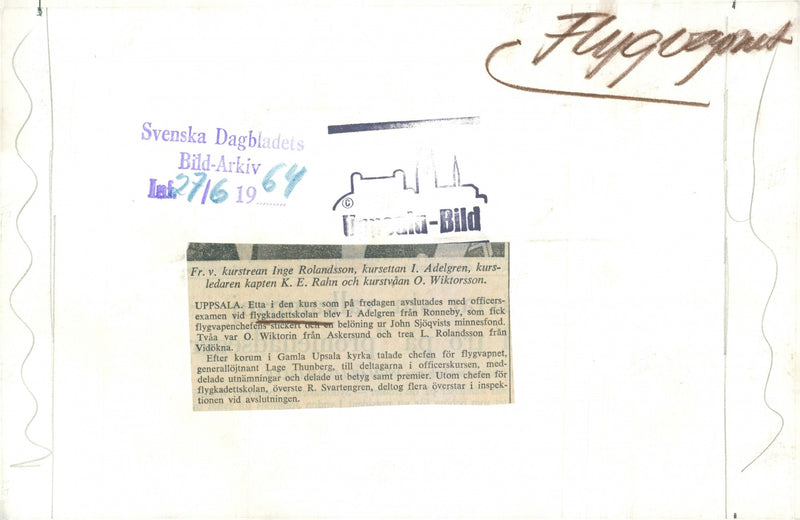 Flygvapnet
Svenska Dagbladets
Bild-Arkiv
Inf. 27/6 1964
©
Uppsala-Bild
Fr. v. kurstrean Inge Rolandsson, kursettan I. Adelgren, kurs-
ledaren kapten K. E. Rahn och kurstvåan O. Wiktorsson.
UPPSALA. Etta i den kurs som på fredagen avslutades med officers-
examen vid flygkadettskolan blev I. Adelgren från Ronneby, som fick
flygvapenchefens stickert och en belöning ur John Sjöqvists minnesfond.
Tvåa var O. Wiktorin från Askersund och trea L. Rolandsson från
Vidökna.
Efter korum i Gamla Upsala kyrka talade chefen för flygvapnet,
generallöjtnant Lage Thunberg, till deltagarna i officerskursen, med-
delade utnämningar och delade ut betyg samt premier. Utom chefen för
flygkadettskolan, överste R. Svartengren, deltog flera överstar i inspek-
tionen vid avslutningen.